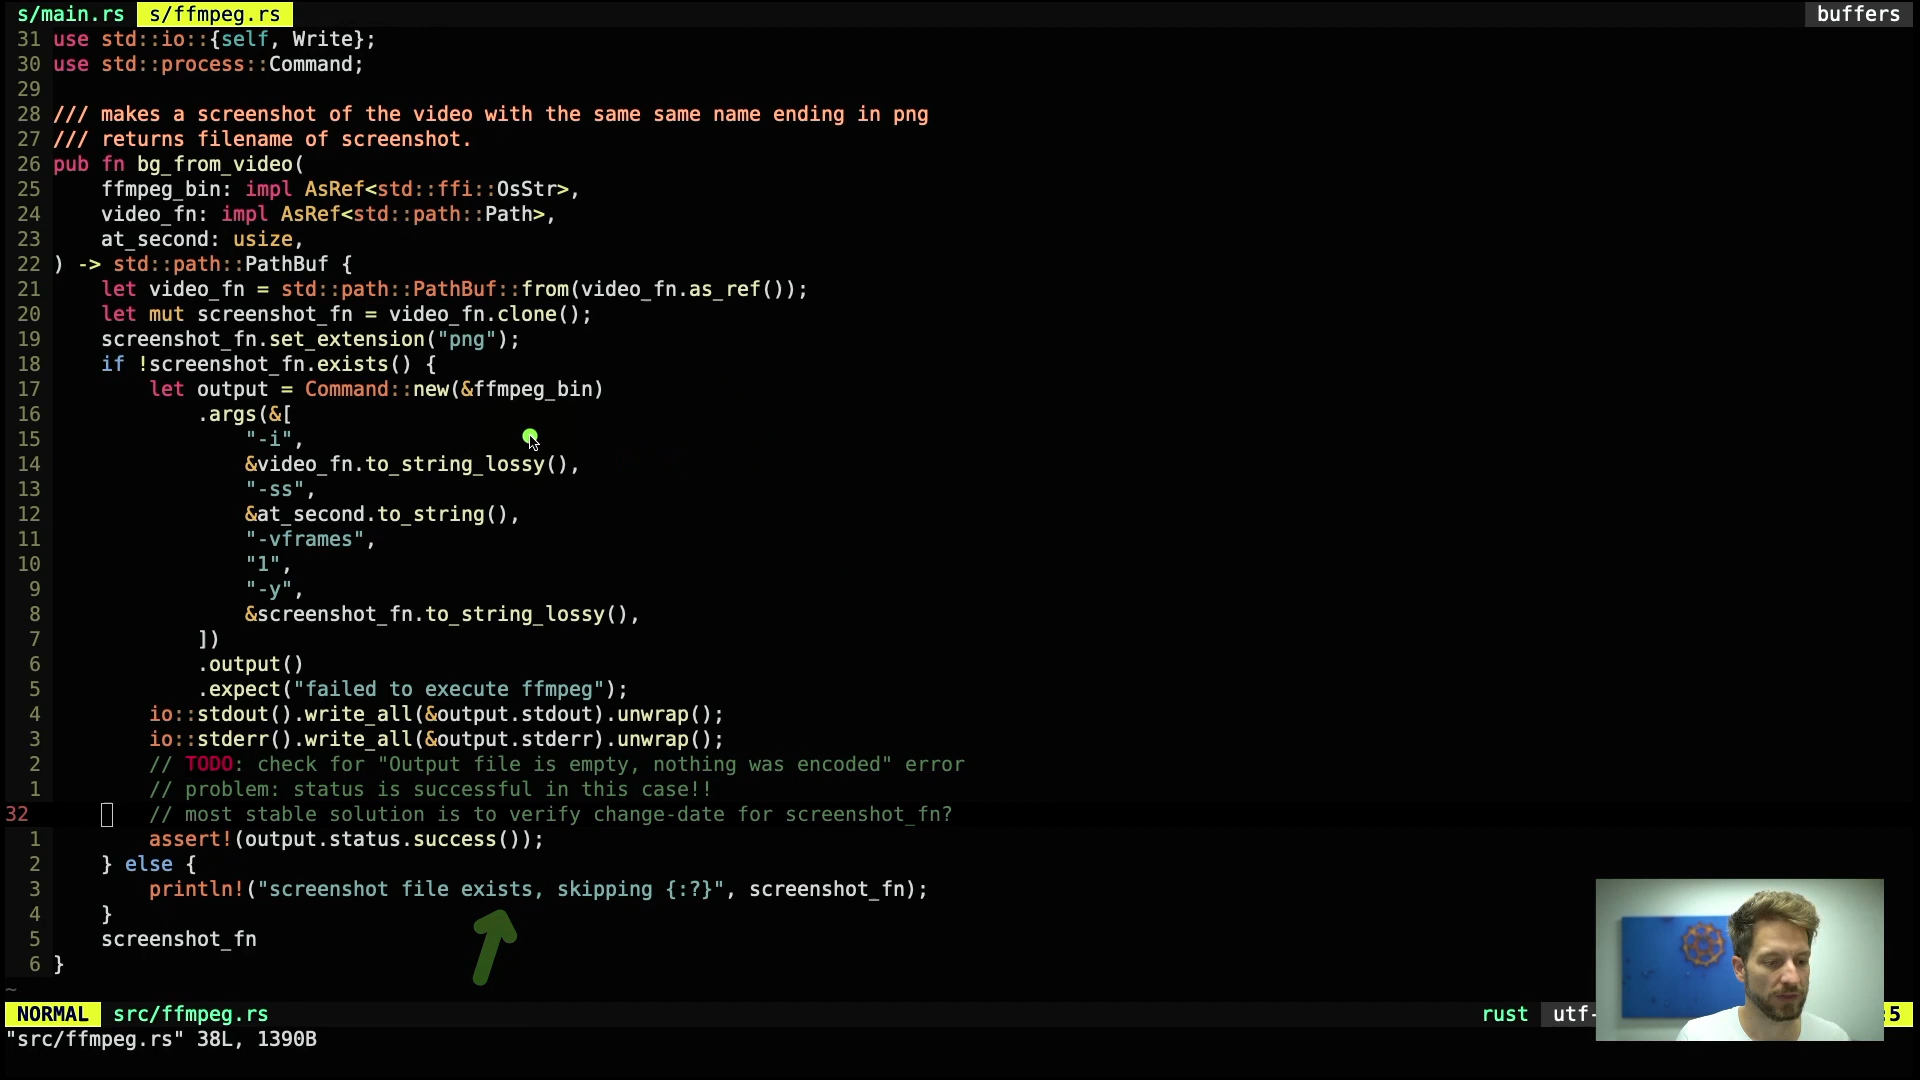 s/main.rs s/ffmpeg.rs buffers
31 use std::io::{self, Write};
30 use std::process::Command;
29
28 /// makes a screenshot of the video with the same same name ending in png
27 /// returns filename of screenshot.
26 pub fn bg_from_video(
25     ffmpeg_bin: impl AsRef<std::ffi::OsStr>,
24     video_fn: impl AsRef<std::path::Path>,
23     at_second: usize,
22 ) -> std::path::PathBuf {
21     let video_fn = std::path::PathBuf::from(video_fn.as_ref());
20     let mut screenshot_fn = video_fn.clone();
19     screenshot_fn.set_extension("png");
18     if !screenshot_fn.exists() {
17         let output = Command::new(&ffmpeg_bin)
16             .args(&[
15                 "-i",
14                 &video_fn.to_string_lossy(),
13                 "-ss",
12                 &at_second.to_string(),
11                 "-vframes",
10                 "1",
9                 "-y",
8                 &screenshot_fn.to_string_lossy(),
7             ])
6             .output()
5             .expect("failed to execute ffmpeg");
4         io::stdout().write_all(&output.stdout).unwrap();
3         io::stderr().write_all(&output.stderr).unwrap();
2         // TODO: check for "Output file is empty, nothing was encoded" error
1         // problem: status is successful in this case!!
32         // most stable solution is to verify change-date for screenshot_fn?
1         assert!(output.status.success());
2     } else {
3         println!("screenshot file exists, skipping {:?}", screenshot_fn);
4     }
5     screenshot_fn
6 }
~
NORMAL src/ffmpeg.rs rust utf- :5
"src/ffmpeg.rs" 38L, 1390B